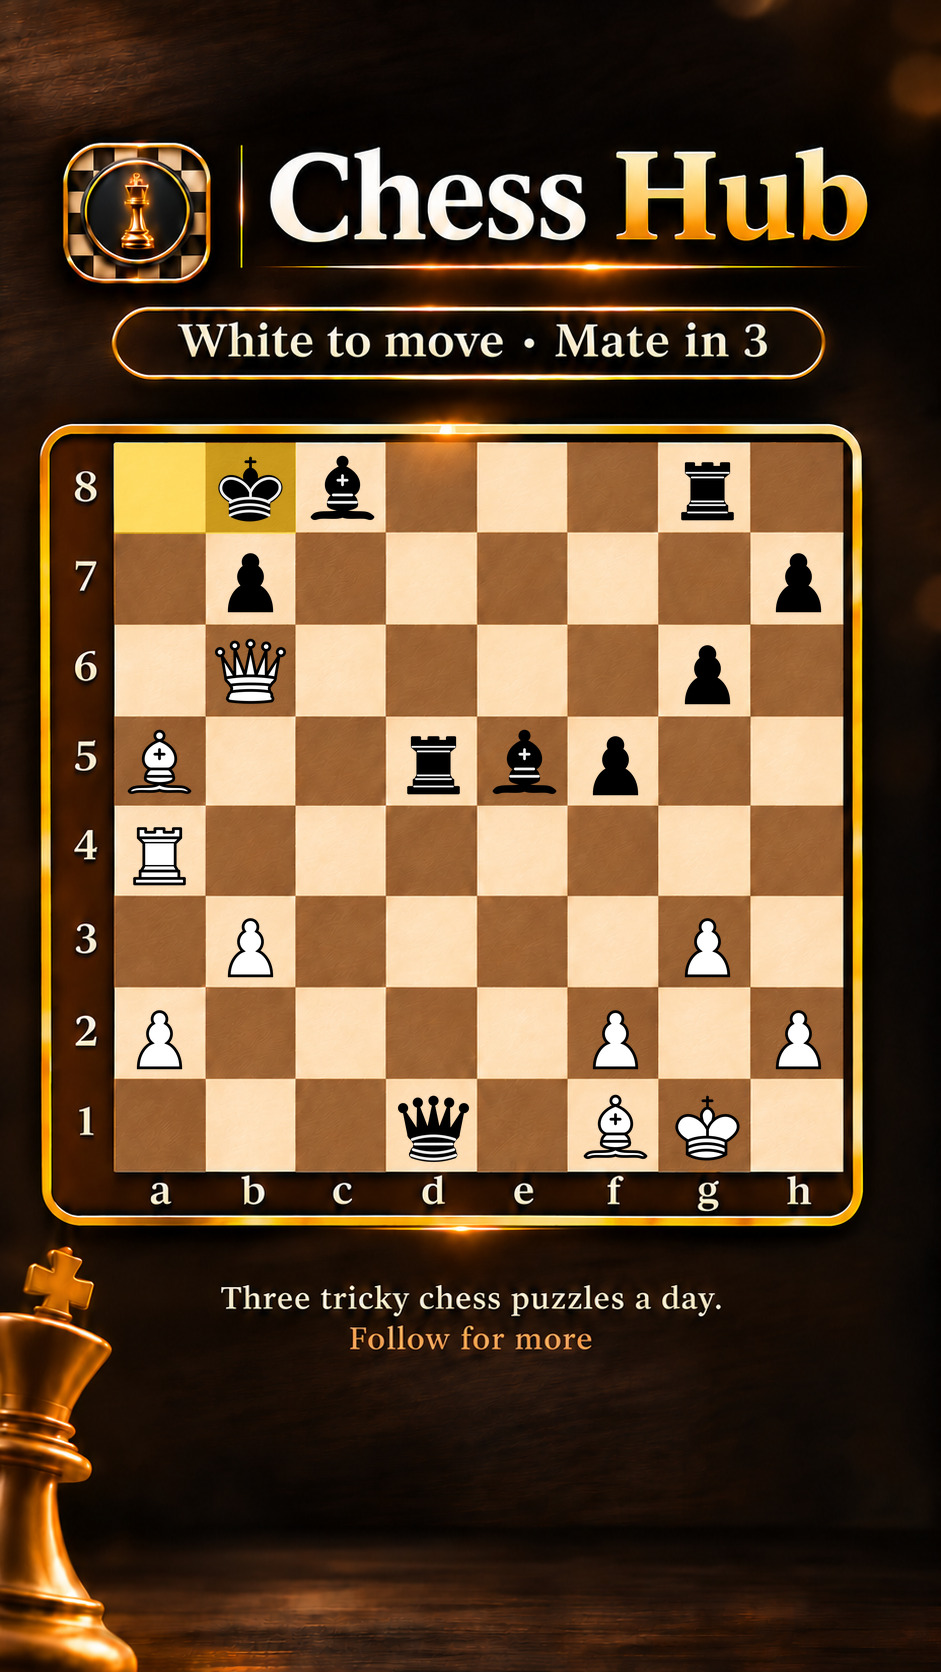 Chess Hub
White to move • Mate in 3
8
7
6
5
4
3
2
1
a b c d e f g h
Three tricky chess puzzles a day.
Follow for more